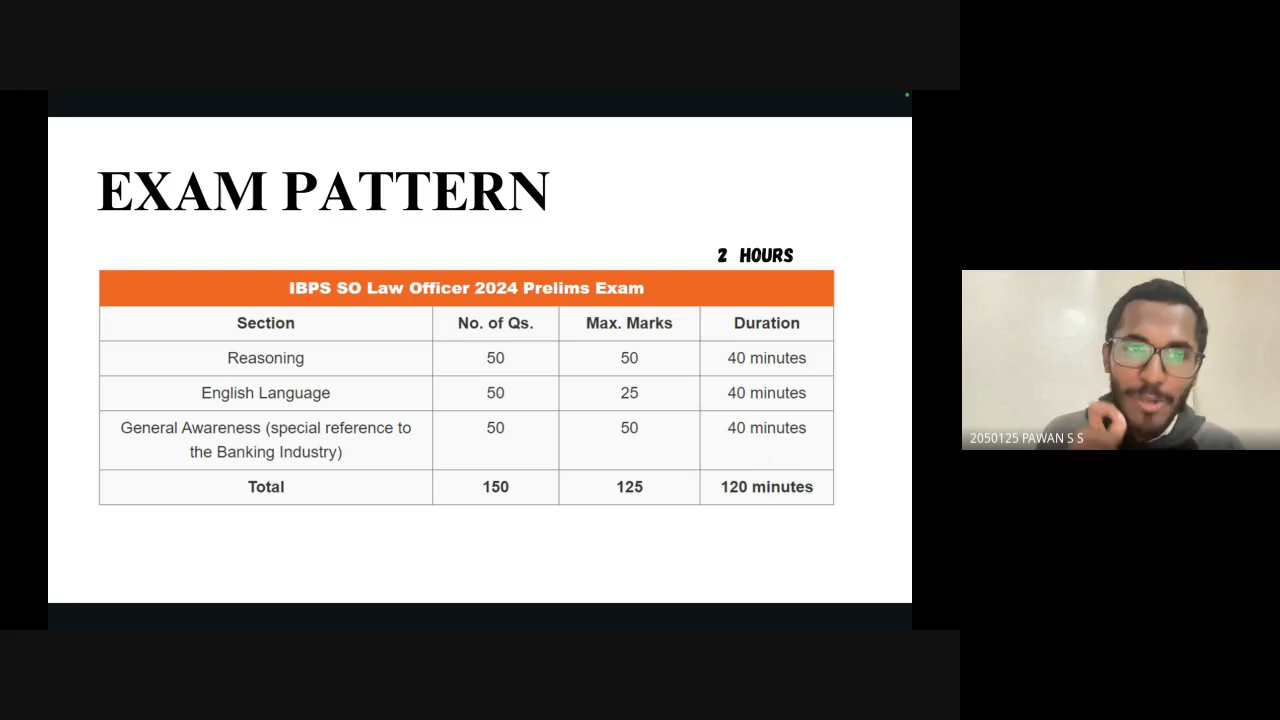 EXAM PATTERN
2 HOURS
IBPS SO Law Officer 2024 Prelims Exam
Section No. of Qs. Max. Marks Duration
Reasoning 50 50 40 minutes
English Language 50 25 40 minutes
General Awareness (special reference to 50 50 40 minutes
the Banking Industry)
Total 150 125 120 minutes
2050125 PAWAN S S